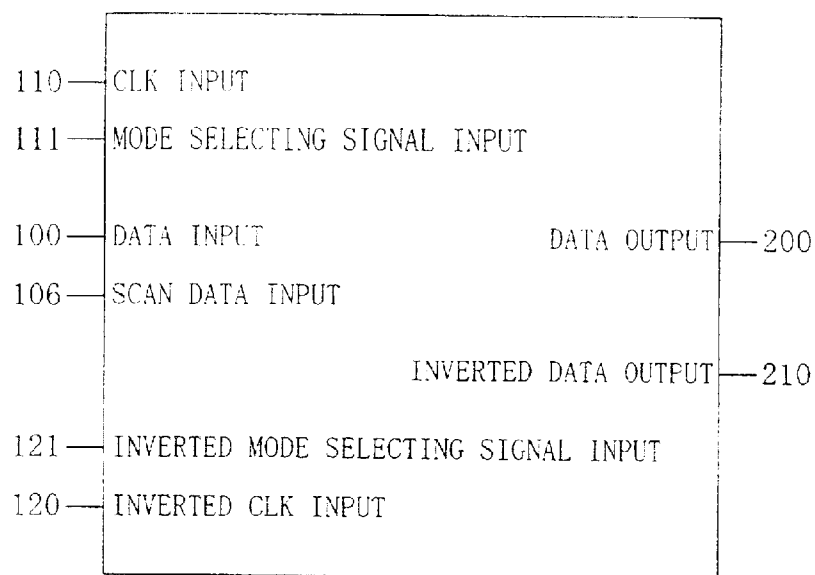 110 CLK INPUT
111 MODE SELECTING SIGNAL INPUT
100 DATA INPUT DATA OUTPUT 200
106 SCAN DATA INPUT
INVERTED DATA OUTPUT 210
121 INVERTED MODE SELECTING SIGNAL INPUT
120 INVERTED CLK INPUT